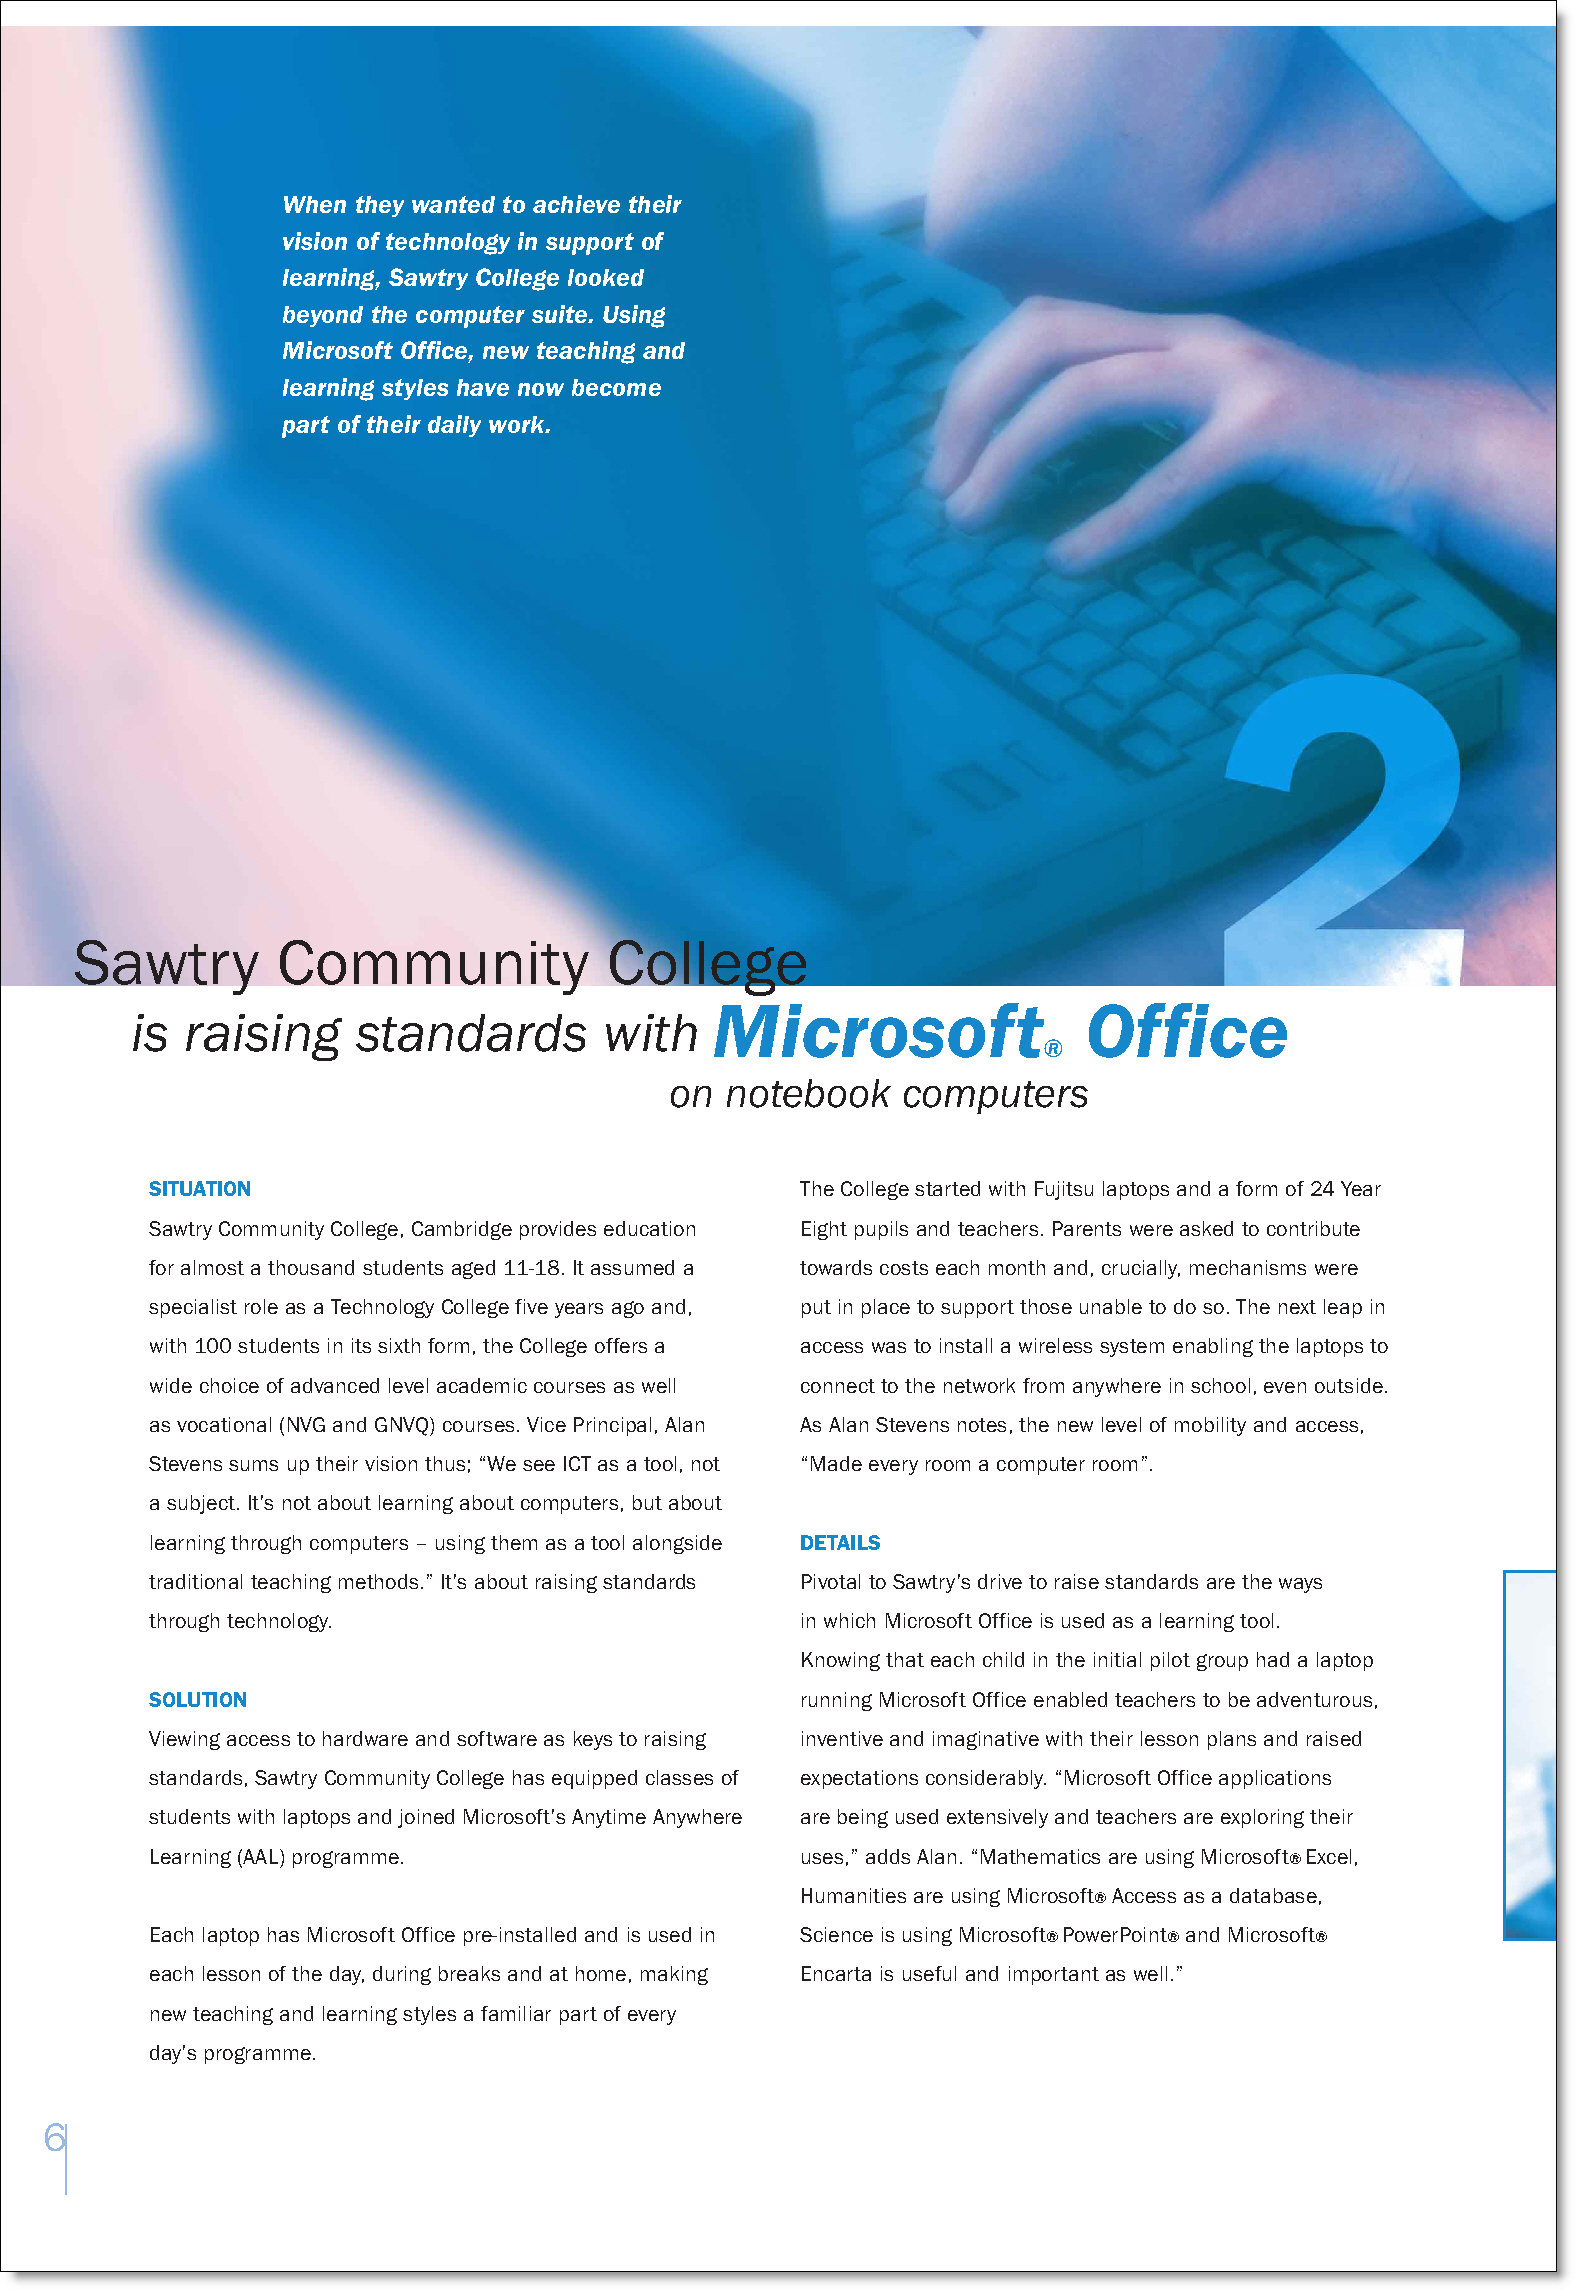 When they wanted to achieve their
vision of technology in support of
learning, Sawtry College looked
beyond the computer suite. Using
Microsoft Office, new teaching and
learning styles have now become
part of their daily work.
2
Sawtry Community College
is raising standards with Microsoft® Office
on notebook computers
SITUATION
Sawtry Community College, Cambridge provides education
for almost a thousand students aged 11-18. It assumed a
specialist role as a Technology College five years ago and,
with 100 students in its sixth form, the College offers a
wide choice of advanced level academic courses as well
as vocational (NVG and GNVQ) courses. Vice Principal, Alan
Stevens sums up their vision thus; “We see ICT as a tool, not
a subject. It’s not about learning about computers, but about
learning through computers – using them as a tool alongside
traditional teaching methods.” It’s about raising standards
through technology.
SOLUTION
Viewing access to hardware and software as keys to raising
standards, Sawtry Community College has equipped classes of
students with laptops and joined Microsoft’s Anytime Anywhere
Learning (AAL) programme.
Each laptop has Microsoft Office pre-installed and is used in
each lesson of the day, during breaks and at home, making
new teaching and learning styles a familiar part of every
day’s programme.
The College started with Fujitsu laptops and a form of 24 Year
Eight pupils and teachers. Parents were asked to contribute
towards costs each month and, crucially, mechanisms were
put in place to support those unable to do so. The next leap in
access was to install a wireless system enabling the laptops to
connect to the network from anywhere in school, even outside.
As Alan Stevens notes, the new level of mobility and access,
“Made every room a computer room”.
DETAILS
Pivotal to Sawtry’s drive to raise standards are the ways
in which Microsoft Office is used as a learning tool.
Knowing that each child in the initial pilot group had a laptop
running Microsoft Office enabled teachers to be adventurous,
inventive and imaginative with their lesson plans and raised
expectations considerably. “Microsoft Office applications
are being used extensively and teachers are exploring their
uses,” adds Alan. “Mathematics are using Microsoft® Excel,
Humanities are using Microsoft® Access as a database,
Science is using Microsoft® PowerPoint® and Microsoft®
Encarta is useful and important as well.”
6